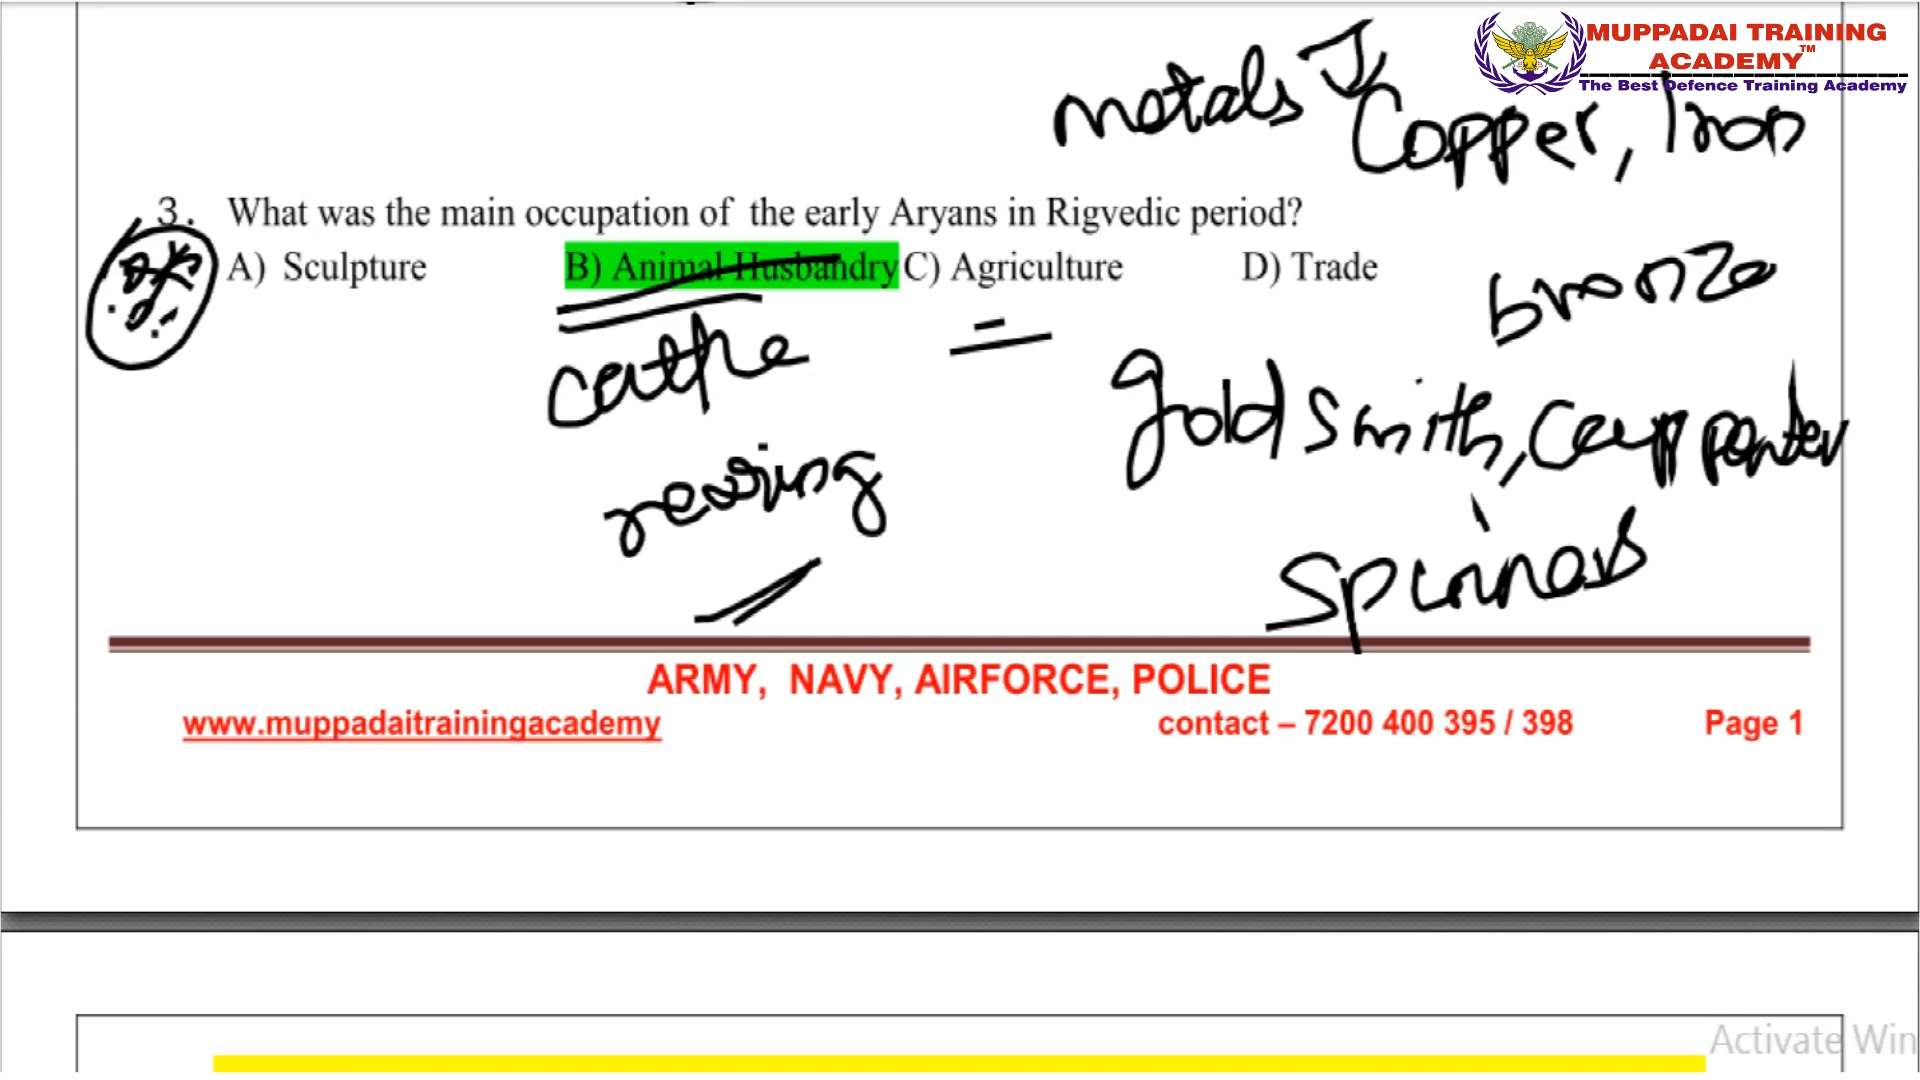 MUPPADAI TRAINING
ACADEMY™
The Best Defence Training Academy
metals
Copper, Iron
3. What was the main occupation of the early Aryans in Rigvedic period?
A) Sculpture B) Animal Husbandry C) Agriculture D) Trade
bronze
cattle
goldsmith, Carpenter
rearing
Spinners
ARMY, NAVY, AIRFORCE, POLICE
www.muppadaitrainingacademy contact – 7200 400 395 / 398 Page 1
Activate Win